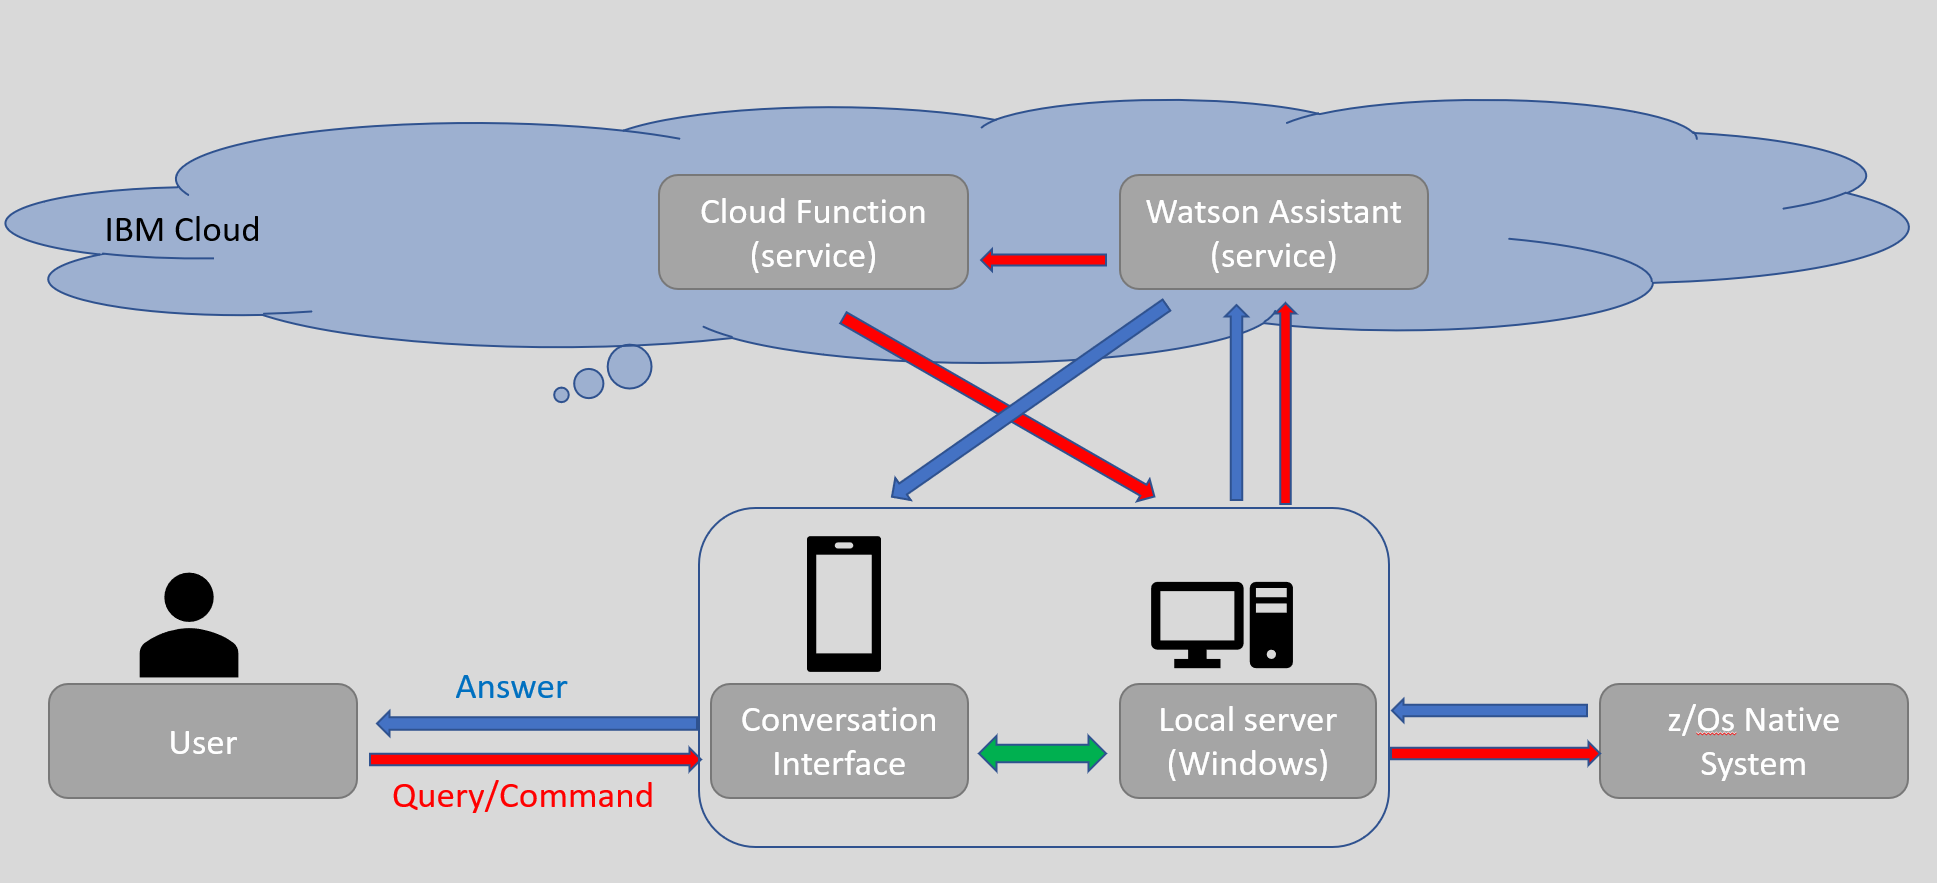 IBM Cloud
Cloud Function
(service)
Watson Assistant
(service)
Answer
Query/Command
User
Conversation
Interface
Local server
(Windows)
z/Os Native
System